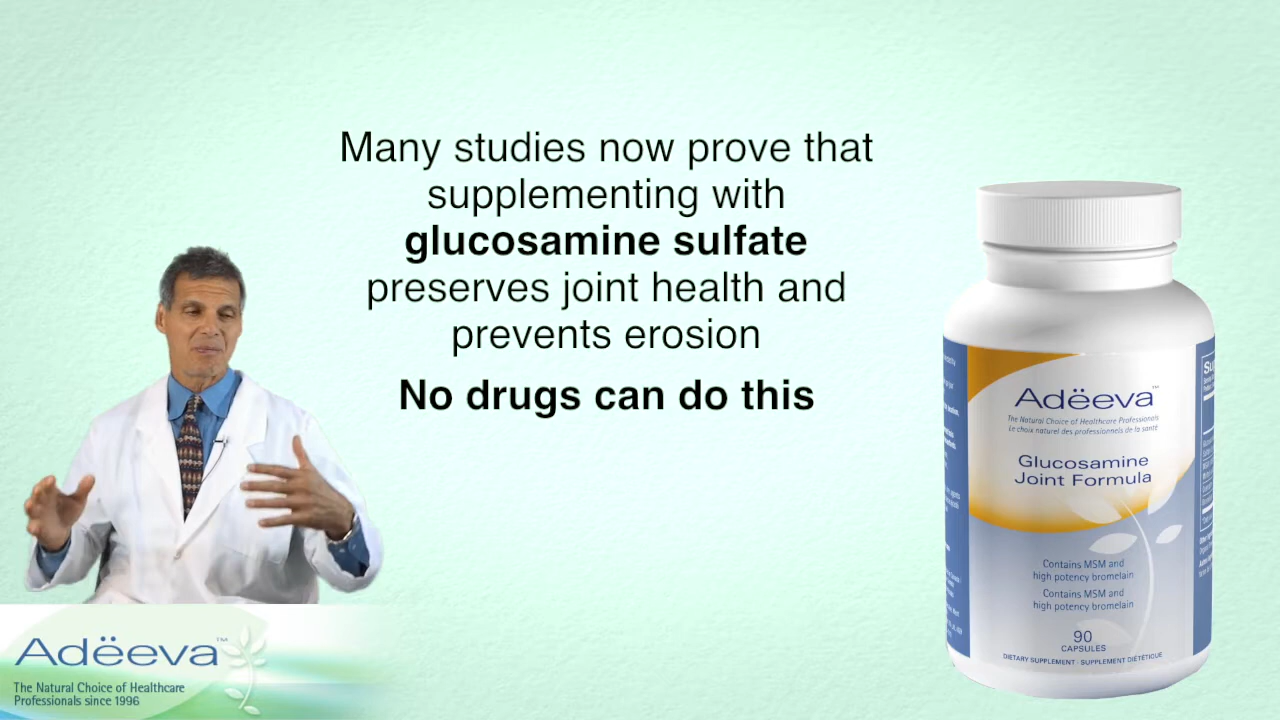 Many studies now prove that
supplementing with
glucosamine sulfate
preserves joint health and
prevents erosion
No drugs can do this
Adëeva™
The Natural Choice of Healthcare Professionals
Le choix naturel des professionnels de la santé
Glucosamine
Joint Formula
Contains MSM and
high potency bromelain
Contains MSM and
high potency bromelain
90
CAPSULES
DIETARY SUPPLEMENT · SUPPLÉMENT DIÉTÉTIQUE
Adëeva™
The Natural Choice of Healthcare
Professionals since 1996